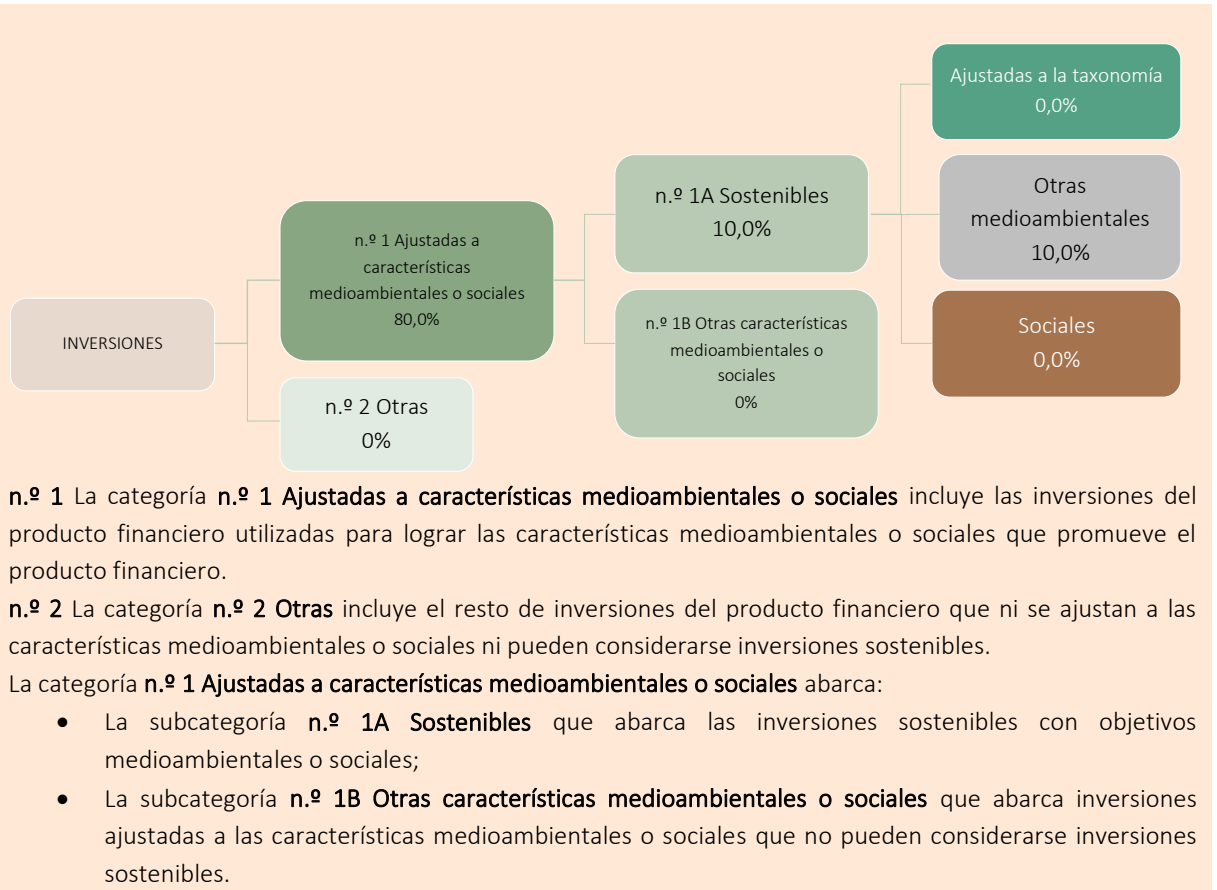 INVERSIONES
n.º 1 Ajustadas a
características
medioambientales o sociales
80,0%
n.º 2 Otras
0%
n.º 1A Sostenibles
10,0%
n.º 1B Otras características
medioambientales o
sociales
0%
Ajustadas a la taxonomía
0,0%
Otras
medioambientales
10,0%
Sociales
0,0%
n.º 1 La categoría n.º 1 Ajustadas a características medioambientales o sociales incluye las inversiones del
producto financiero utilizadas para lograr las características medioambientales o sociales que promueve el
producto financiero.
n.º 2 La categoría n.º 2 Otras incluye el resto de inversiones del producto financiero que ni se ajustan a las
características medioambientales o sociales ni pueden considerarse inversiones sostenibles.
La categoría n.º 1 Ajustadas a características medioambientales o sociales abarca:
• La subcategoría n.º 1A Sostenibles que abarca las inversiones sostenibles con objetivos
medioambientales o sociales;
• La subcategoría n.º 1B Otras características medioambientales o sociales que abarca inversiones
ajustadas a las características medioambientales o sociales que no pueden considerarse inversiones
sostenibles.